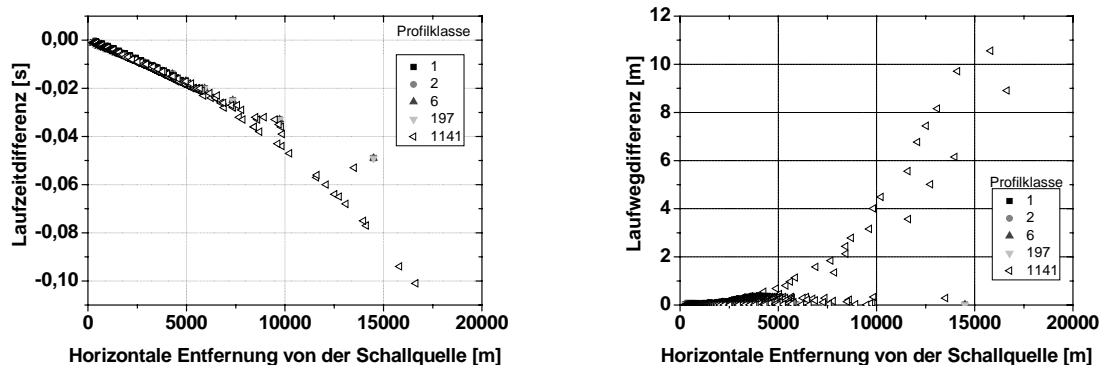 Profilklasse
0,00
-0,02
-0,04
-0,06
-0,08
-0,10
Laufzeitdifferenz [s]
1
2
6
197
1141
0 5000 10000 15000 20000
Horizontale Entfernung von der Schallquelle [m]
12
10
8
6
4
2
0
Laufwegdifferenz [m]
Profilklasse
1
2
6
197
1141
0 5000 10000 15000 20000
Horizontale Entfernung von der Schallquelle [m]